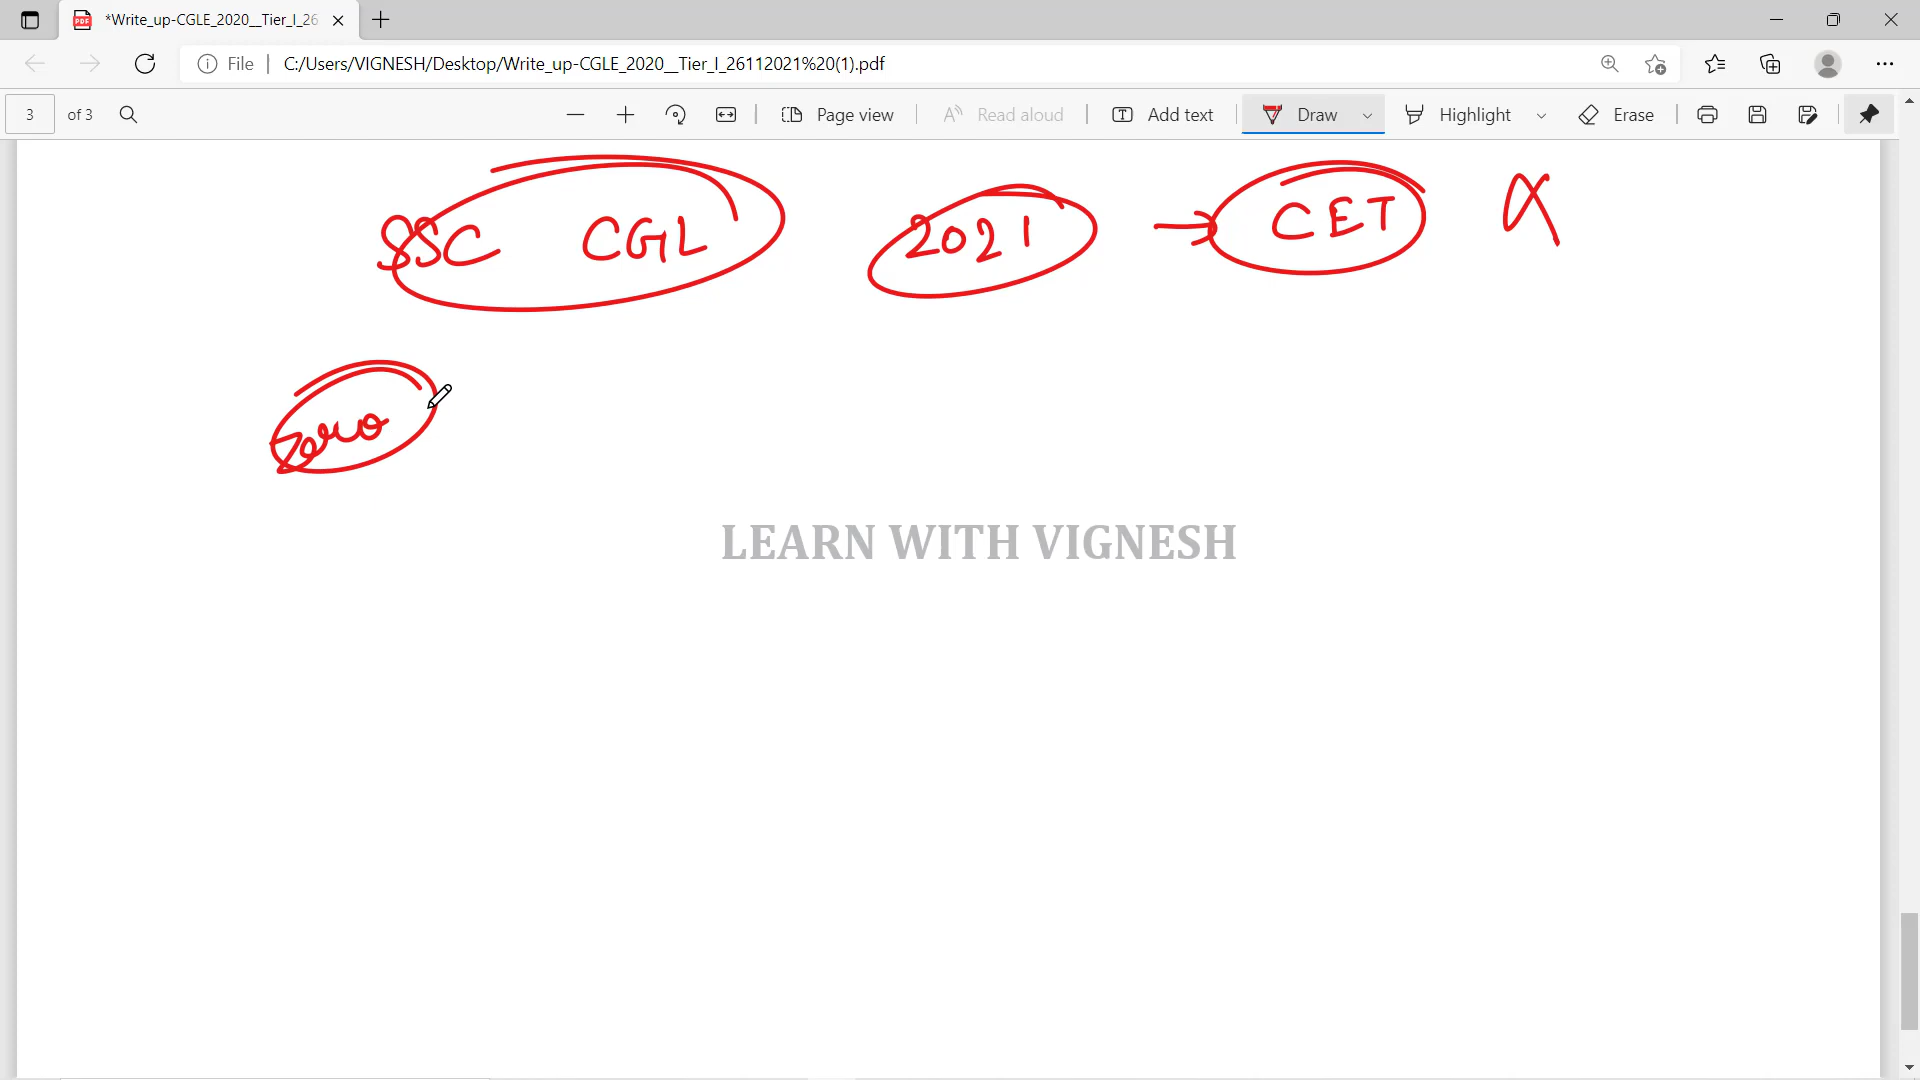 *Write_up-CGLE_2020__Tier_I_26
File | C:/Users/VIGNESH/Desktop/Write_up-CGLE_2020__Tier_I_26112021%20(1).pdf
3 of 3 Page view Read aloud Add text Draw Highlight Erase
SSC CGL 2021 → CET X
Zero
LEARN WITH VIGNESH